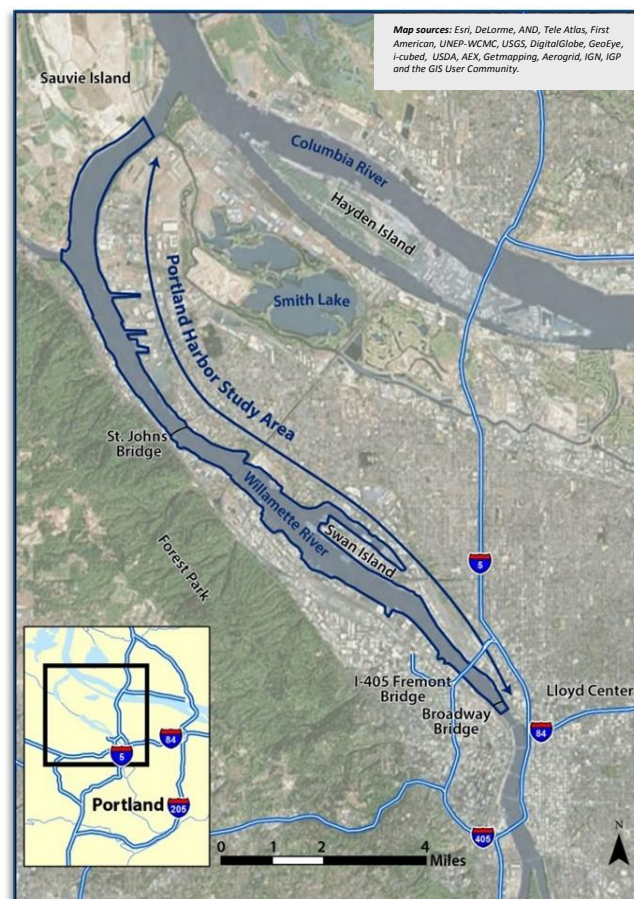 Map sources: Esri, DeLorme, AND, Tele Atlas, First
American, UNEP-WCMC, USGS, DigitalGlobe, GeoEye,
i-cubed, USDA, AEX, Getmapping, Aerogrid, IGN, IGP
and the GIS User Community.
Sauvie Island
Columbia River
Hayden Island
Smith Lake
Portland Harbor Study Area
St. Johns
Bridge
Willamette River
Swan Island
Forest Park
5
I-405 Fremont
Bridge
Lloyd Center
Broadway
Bridge
84
84
5
Portland
205
405
N
0 1 2 4
Miles